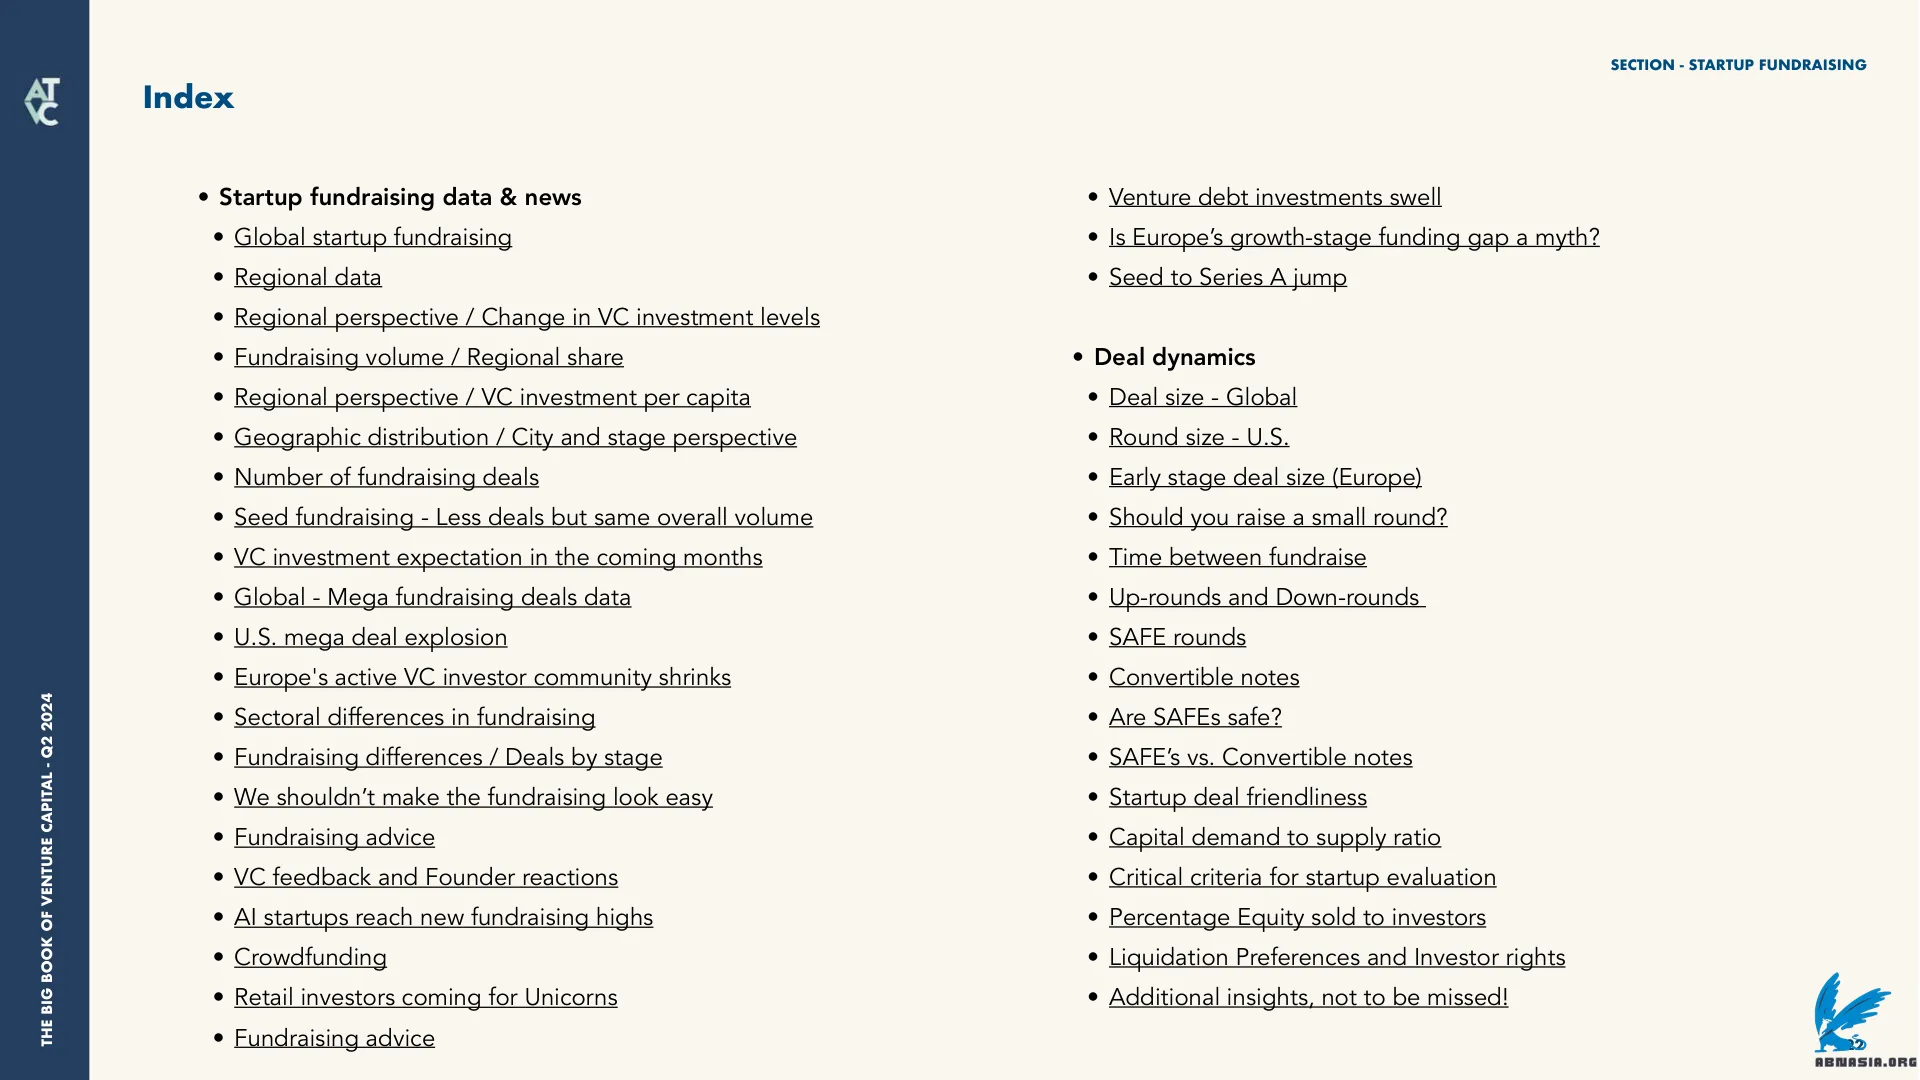 SECTION - STARTUP FUNDRAISING
ATVC
Index
• Startup fundraising data & news
• Global startup fundraising
• Regional data
• Regional perspective / Change in VC investment levels
• Fundraising volume / Regional share
• Regional perspective / VC investment per capita
• Geographic distribution / City and stage perspective
• Number of fundraising deals
• Seed fundraising - Less deals but same overall volume
• VC investment expectation in the coming months
• Global - Mega fundraising deals data
• U.S. mega deal explosion
• Europe's active VC investor community shrinks
• Sectoral differences in fundraising
• Fundraising differences / Deals by stage
• We shouldn’t make the fundraising look easy
• Fundraising advice
• VC feedback and Founder reactions
• AI startups reach new fundraising highs
• Crowdfunding
• Retail investors coming for Unicorns
• Fundraising advice
• Venture debt investments swell
• Is Europe’s growth-stage funding gap a myth?
• Seed to Series A jump
• Deal dynamics
• Deal size - Global
• Round size - U.S.
• Early stage deal size (Europe)
• Should you raise a small round?
• Time between fundraise
• Up-rounds and Down-rounds
• SAFE rounds
• Convertible notes
• Are SAFEs safe?
• SAFE’s vs. Convertible notes
• Startup deal friendliness
• Capital demand to supply ratio
• Critical criteria for startup evaluation
• Percentage Equity sold to investors
• Liquidation Preferences and Investor rights
• Additional insights, not to be missed!
THE BIG BOOK OF VENTURE CAPITAL - Q2 2024
ABNASIA.ORG